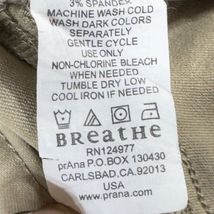 3% SPANDEX
MACHINE WASH COLD
WASH DARK COLORS
SEPARATELY
GENTLE CYCLE
USE ONLY
NON-CHLORINE BLEACH
WHEN NEEDED
TUMBLE DRY LOW
COOL IRON IF NEEDED
BReaTHe
RN124977
prAna P.O.BOX 130430
CARLSBAD, CA.92013
USA
www.prana.com